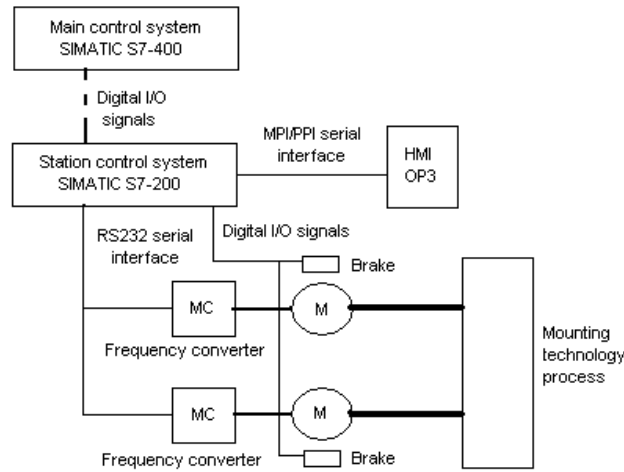 Main control system
SIMATIC S7-400
Digital I/O
signals
MPI/PPI serial
interface
Station control system
SIMATIC S7-200
HMI
OP3
RS232 serial
interface
Digital I/O signals
Brake
MC
M
Frequency converter
Mounting
technology
process
MC
M
Frequency converter
Brake